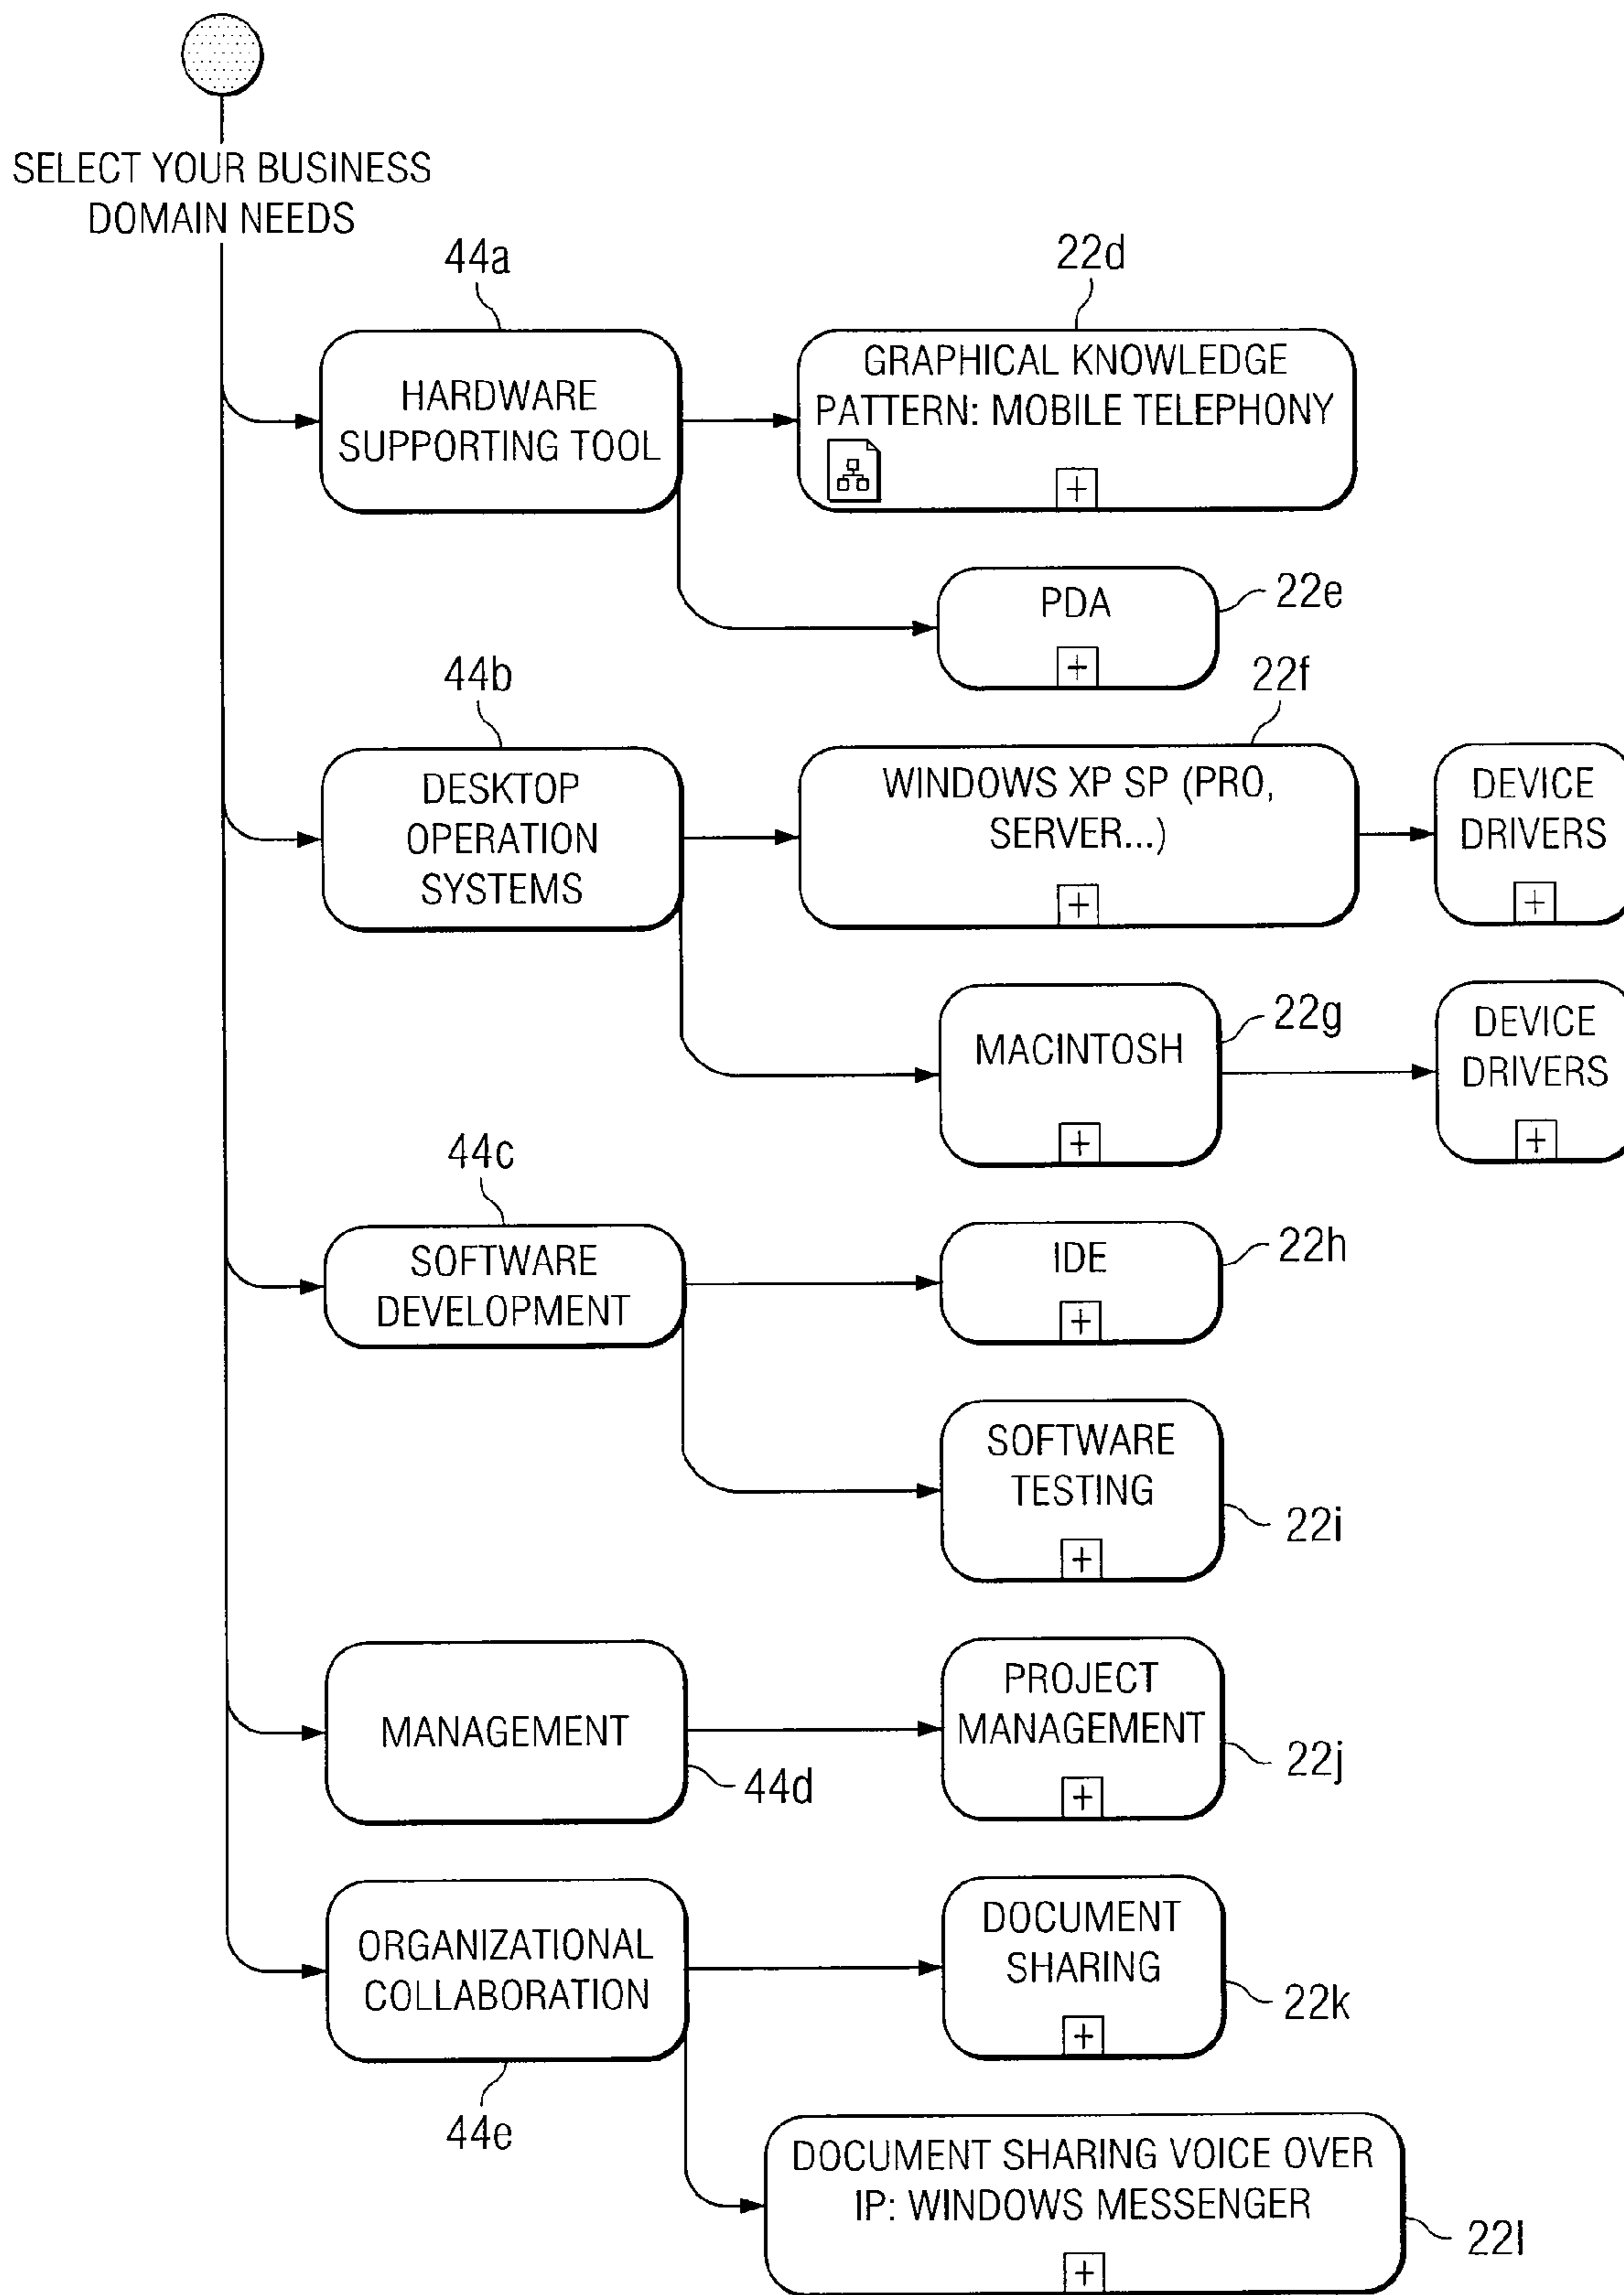 SELECT YOUR BUSINESS
DOMAIN NEEDS
44a
HARDWARE
SUPPORTING TOOL
22d
GRAPHICAL KNOWLEDGE
PATTERN: MOBILE TELEPHONY
+
PDA
+
22e
44b
DESKTOP
OPERATION
SYSTEMS
22f
WINDOWS XP SP (PRO,
SERVER...)
+
DEVICE
DRIVERS
+
MACINTOSH
+
22g
DEVICE
DRIVERS
+
44c
SOFTWARE
DEVELOPMENT
IDE
+
22h
SOFTWARE
TESTING
+
22i
MANAGEMENT
44d
PROJECT
MANAGEMENT
+
22j
ORGANIZATIONAL
COLLABORATION
44e
DOCUMENT
SHARING
+
22k
DOCUMENT SHARING VOICE OVER
IP: WINDOWS MESSENGER
+
22l